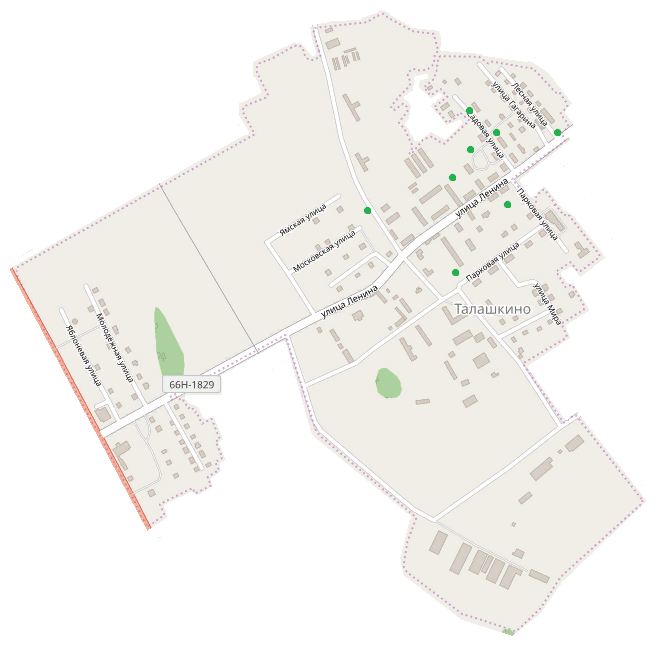 Лесная улица
улица Гагарина
садовая улица
улица Ленина
Парковая улица
Ямская улица
Московская улица
Парковая улица
улица Ленина
улица Мира
Талашкино
Молодёжная улица
Яблоневая улица
66Н-1829